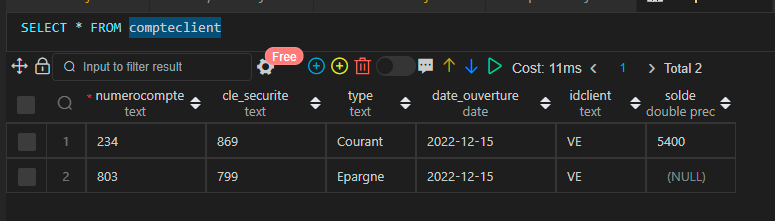 SELECT * FROM compteclient
Input to filter result Free Cost: 11ms 1 Total 2
* numerocompte cle_securite type date_ouverture idclient solde
text text text date text double prec
1 234 869 Courant 2022-12-15 VE 5400
2 803 799 Epargne 2022-12-15 VE (NULL)